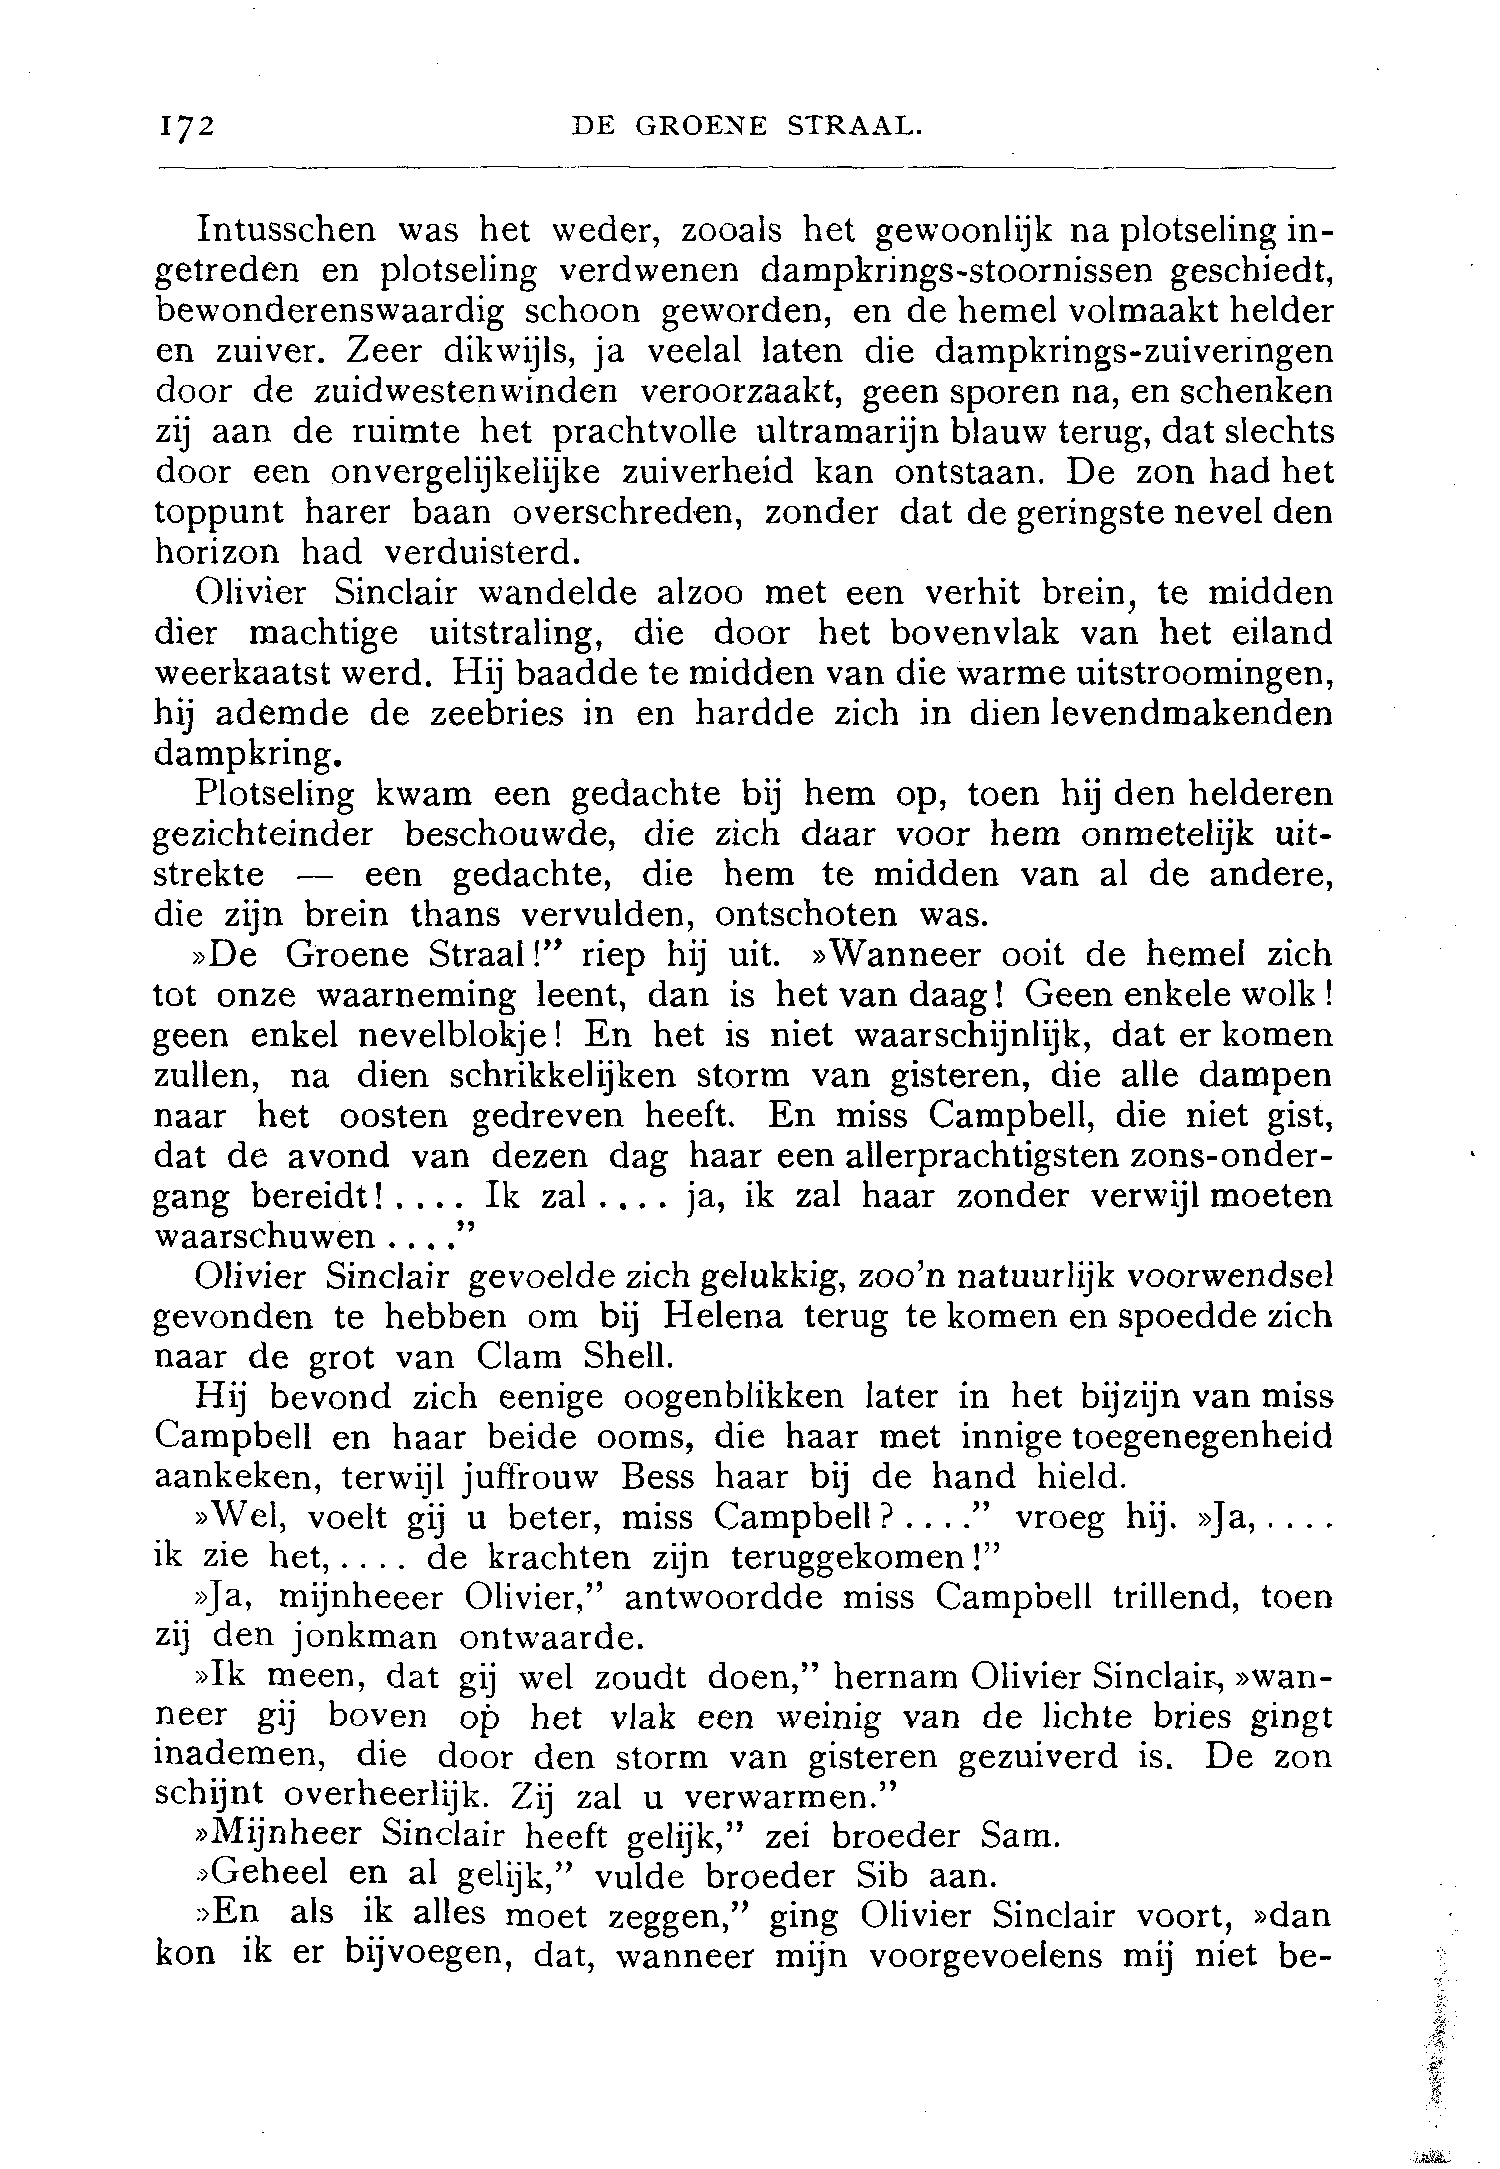 172 DE GROENE STRAAL.
Intusschen was het weder, zooals het gewoonlijk na plotseling in-
getreden en plotseling verdwenen dampkrings-stoornissen geschiedt,
bewonderenswaardig schoon geworden, en de hemel volmaakt helder
en zuiver. Zeer dikwijls, ja veelal laten die dampkrings-zuiveringen
door de zuidwestenwinden veroorzaakt, geen sporen na, en schenken
zij aan de ruimte het prachtvolle ultramarijn blauw terug, dat slechts
door een onvergelijkelijke zuiverheid kan ontstaan. De zon had het
toppunt harer baan overschreden, zonder dat de geringste nevel den
horizon had verduisterd.
Olivier Sinclair wandelde alzoo met een verhit brein, te midden
dier machtige uitstraling, die door het bovenvlak van het eiland
weerkaatst werd. Hij baadde te midden van die warme uitstroomingen,
hij ademde de zeebries in en hardde zich in dien levendmakenden
dampkring.
Plotseling kwam een gedachte bij hem op, toen hij den helderen
gezichteinder beschouwde, die zich daar voor hem onmetelijk uit-
strekte — een gedachte, die hem te midden van al de andere,
die zijn brein thans vervulden, ontschoten was.
»De Groene Straal!” riep hij uit. »Wanneer ooit de hemel zich
tot onze waarneming leent, dan is het van daag! Geen enkele wolk!
geen enkel nevelblokje! En het is niet waarschijnlijk, dat er komen
zullen, na dien schrikkelijken storm van gisteren, die alle dampen
naar het oosten gedreven heeft. En miss Campbell, die niet gist,
dat de avond van dezen dag haar een allerprachtigsten zons-onder-
gang bereidt! .... Ik zal .... ja, ik zal haar zonder verwijl moeten
waarschuwen ....”
Olivier Sinclair gevoelde zich gelukkig, zoo’n natuurlijk voorwendsel
gevonden te hebben om bij Helena terug te komen en spoedde zich
naar de grot van Clam Shell.
Hij bevond zich eenige oogenblikken later in het bijzijn van miss
Campbell en haar beide ooms, die haar met innige toegenegenheid
aankeken, terwijl juffrouw Bess haar bij de hand hield.
»Wel, voelt gij u beter, miss Campbell? ....” vroeg hij. »Ja, ....
ik zie het, .... de krachten zijn teruggekomen!”
»Ja, mijnheeer Olivier,” antwoordde miss Campbell trillend, toen
zij den jonkman ontwaarde.
»Ik meen, dat gij wel zoudt doen,” hernam Olivier Sinclair, »wan-
neer gij boven op het vlak een weinig van de lichte bries gingt
inademen, die door den storm van gisteren gezuiverd is. De zon
schijnt overheerlijk. Zij zal u verwarmen.”
»Mijnheer Sinclair heeft gelijk,” zei broeder Sam.
»Geheel en al gelijk,” vulde broeder Sib aan.
»En als ik alles moet zeggen,” ging Olivier Sinclair voort, »dan
kon ik er bijvoegen, dat, wanneer mijn voorgevoelens mij niet be-